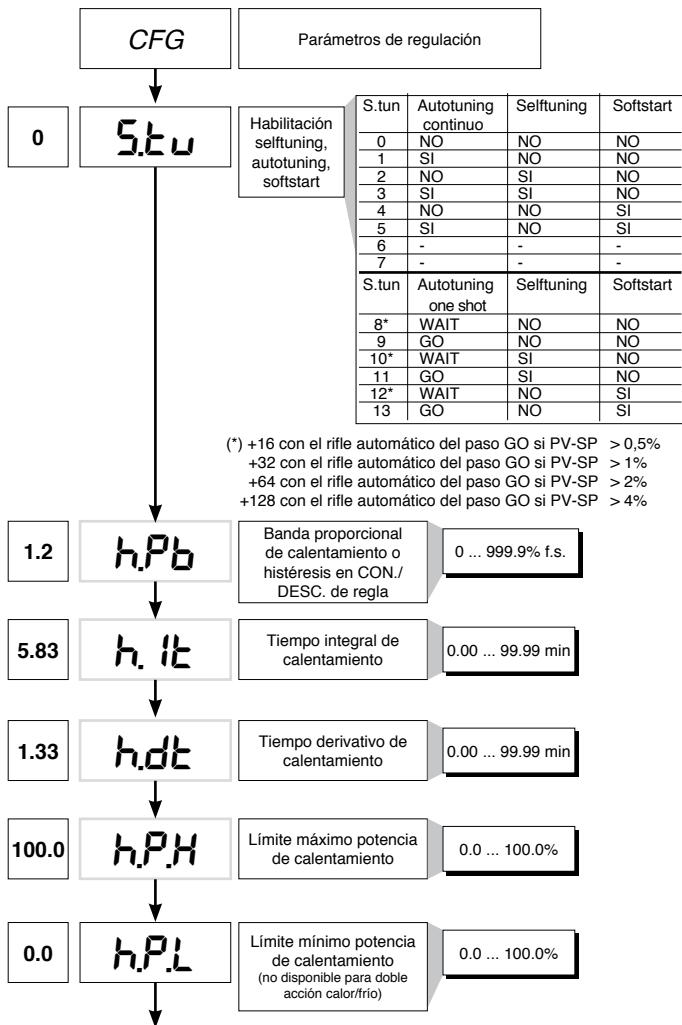 CFG
Parámetros de regulación
0
S.tu
Habilitación
selftuning,
autotuning,
softstart
S.tun Autotuning continuo Selftuning Softstart
0 NO NO NO
1 SI NO NO
2 NO SI NO
3 SI SI NO
4 NO NO SI
5 SI NO SI
6 - - -
7 - - -
S.tun Autotuning one shot Selftuning Softstart
8* WAIT NO NO
9 GO NO NO
10* WAIT SI NO
11 GO SI NO
12* WAIT NO SI
13 GO NO SI
(*) +16 con el rifle automático del paso GO si PV-SP > 0,5%
+32 con el rifle automático del paso GO si PV-SP > 1%
+64 con el rifle automático del paso GO si PV-SP > 2%
+128 con el rifle automático del paso GO si PV-SP > 4%
1.2
h.Pb
Banda proporcional
de calentamiento o
histéresis en CON./
DESC. de regla
0 ... 999.9% f.s.
5.83
h.It
Tiempo integral de
calentamiento
0.00 ... 99.99 min
1.33
h.dt
Tiempo derivativo de
calentamiento
0.00 ... 99.99 min
100.0
h.P.H
Límite máximo potencia
de calentamiento
0.0 ... 100.0%
0.0
h.P.L
Límite mínimo potencia
de calentamiento
(no disponible para doble
acción calor/frío)
0.0 ... 100.0%